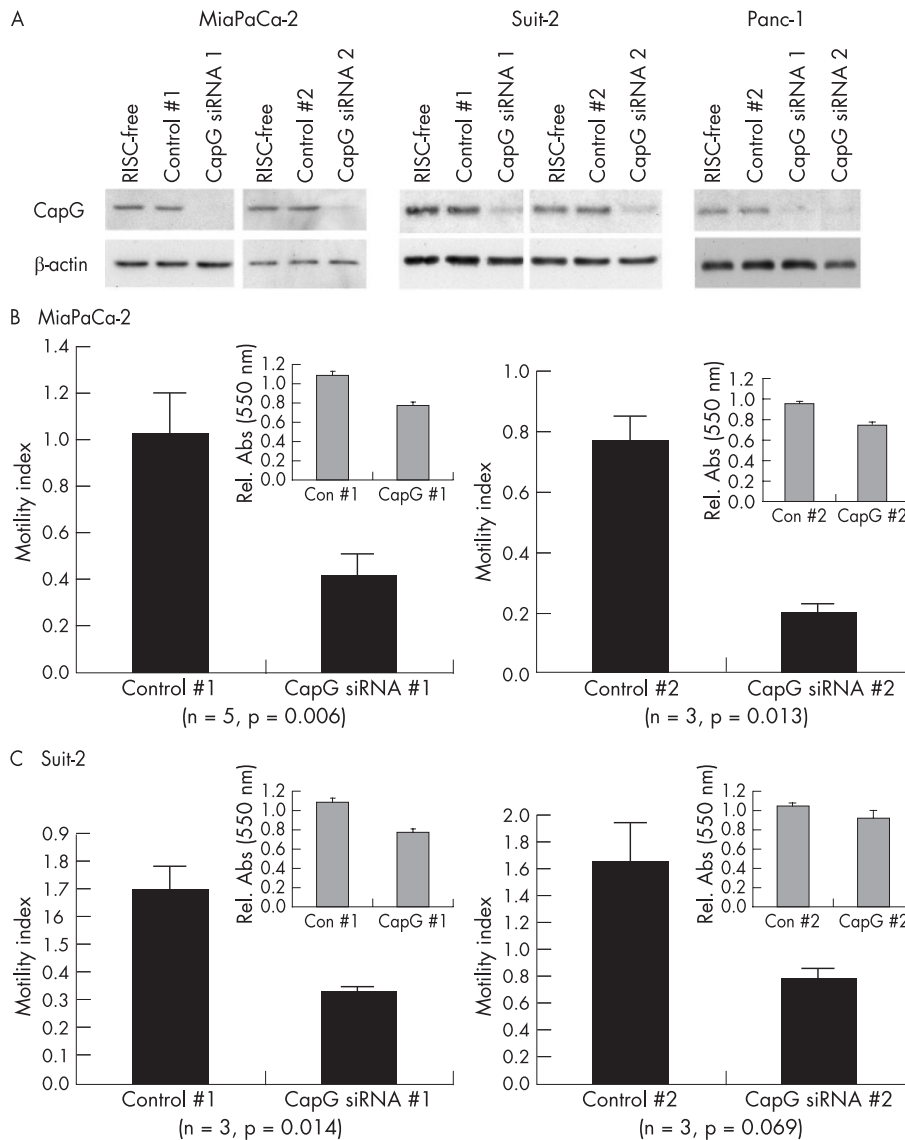 A
MiaPaCa-2
Suit-2
Panc-1
RISC-free
Control #1
CapG siRNA 1
RISC-free
Control #2
CapG siRNA 2
RISC-free
Control #1
CapG siRNA 1
RISC-free
Control #2
CapG siRNA 2
RISC-free
Control #2
CapG siRNA 1
CapG siRNA 2
CapG
β-actin
B MiaPaCa-2
Motility index
1.4
1.2
1.0
0.8
0.6
0.4
0.2
0.0
Control #1
CapG siRNA #1
(n = 5, p = 0.006)
Rel. Abs (550 nm)
1.2
1.0
0.8
0.6
0.4
0.2
0.0
Con #1
CapG #1
Motility index
1.0
0.8
0.6
0.4
0.2
0.0
Control #2
CapG siRNA #2
(n = 3, p = 0.013)
Rel. Abs (550 nm)
1.2
1.0
0.8
0.6
0.4
0.2
0.0
Con #2
CapG #2
C Suit-2
Motility index
0.9
0.8
1.7
1.6
1.5
1.4
0.3
0.2
0.1
0.0
Control #1
CapG siRNA #1
(n = 3, p = 0.014)
Rel. Abs (550 nm)
1.2
1.0
0.8
0.6
0.4
0.2
0.0
Con #1
CapG #1
Motility index
2.0
1.8
1.6
1.4
1.2
1.0
0.8
0.6
0.4
0.2
0.0
Control #2
CapG siRNA #2
(n = 3, p = 0.069)
Rel. Abs (550 nm
1.2
1.0
0.8
0.6
0.4
0.2
0.0
Con #2
CapG #2